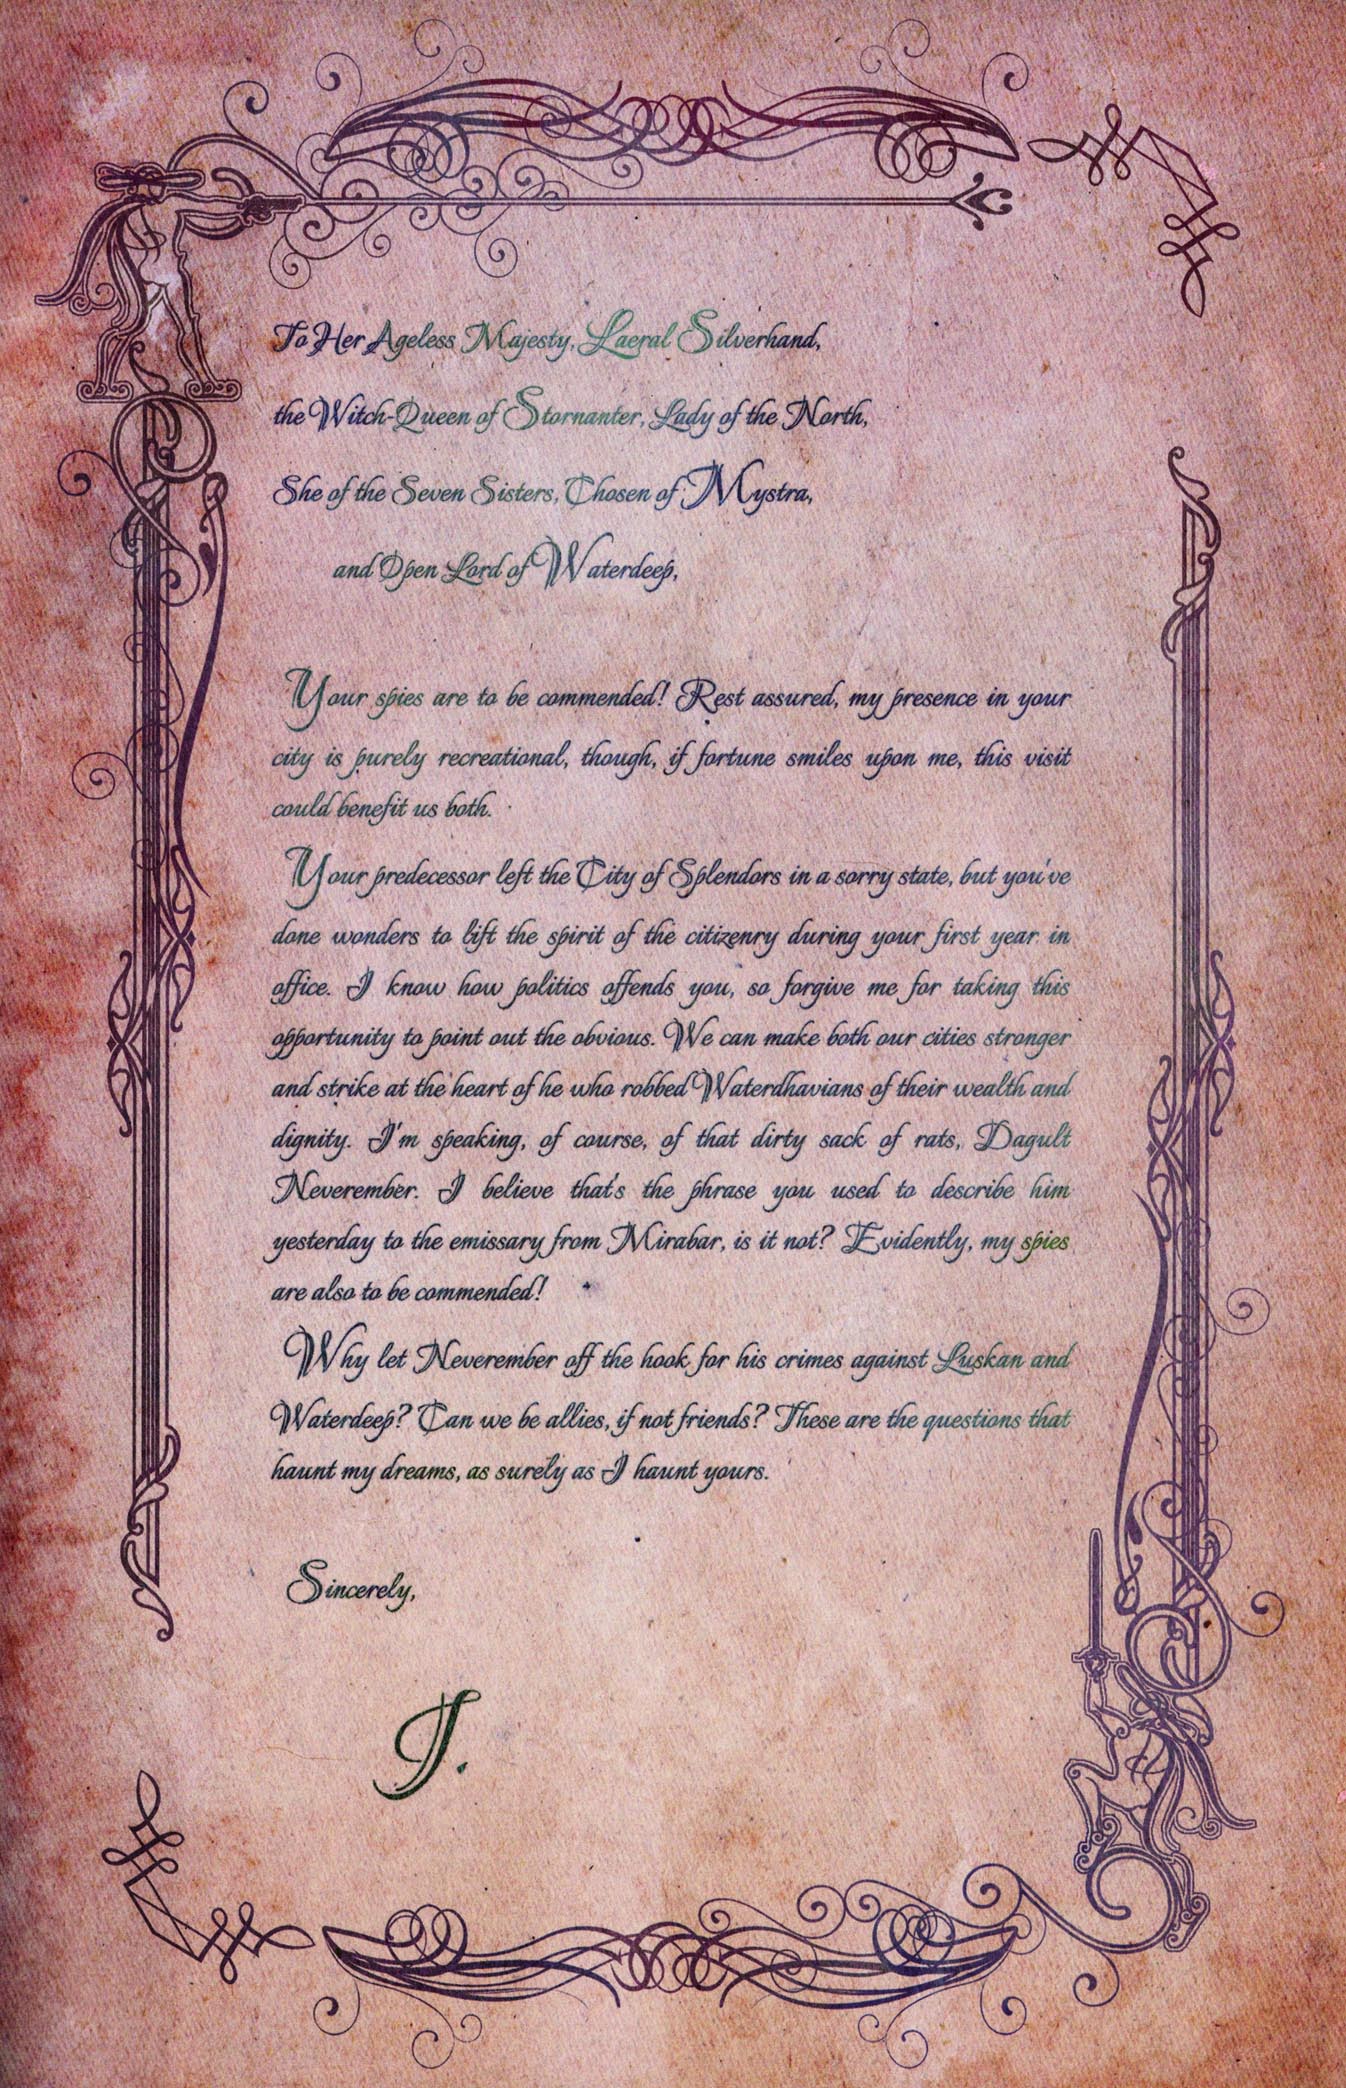 To Her Ageless Majesty, Laeral Silverhand,
the Witch-Queen of Stornanter, Lady of the North,
She of the Seven Sisters, Chosen of Mystra,
and Open Lord of Waterdeep,
Your spies are to be commended! Rest assured, my presence in your
city is purely recreational, though, if fortune smiles upon me, this visit
could benefit us both.
Your predecessor left the City of Splendors in a sorry state, but you've
done wonders to lift the spirit of the citizenry during your first year in
office. I know how politics offends you, so forgive me for taking this
opportunity to point out the obvious. We can make both our cities stronger
and strike at the heart of he who robbed Waterdhavians of their wealth and
dignity. I'm speaking, of course, of that dirty sack of rats, Dagult
Neverember. I believe that's the phrase you used to describe him
yesterday to the emissary from Mirabar, is it not? Evidently, my spies
are also to be commended!
Why let Neverember off the hook for his crimes against Luskan and
Waterdeep? Can we be allies, if not friends? These are the questions that
haunt my dreams, as surely as I haunt yours.
Sincerely,
J.